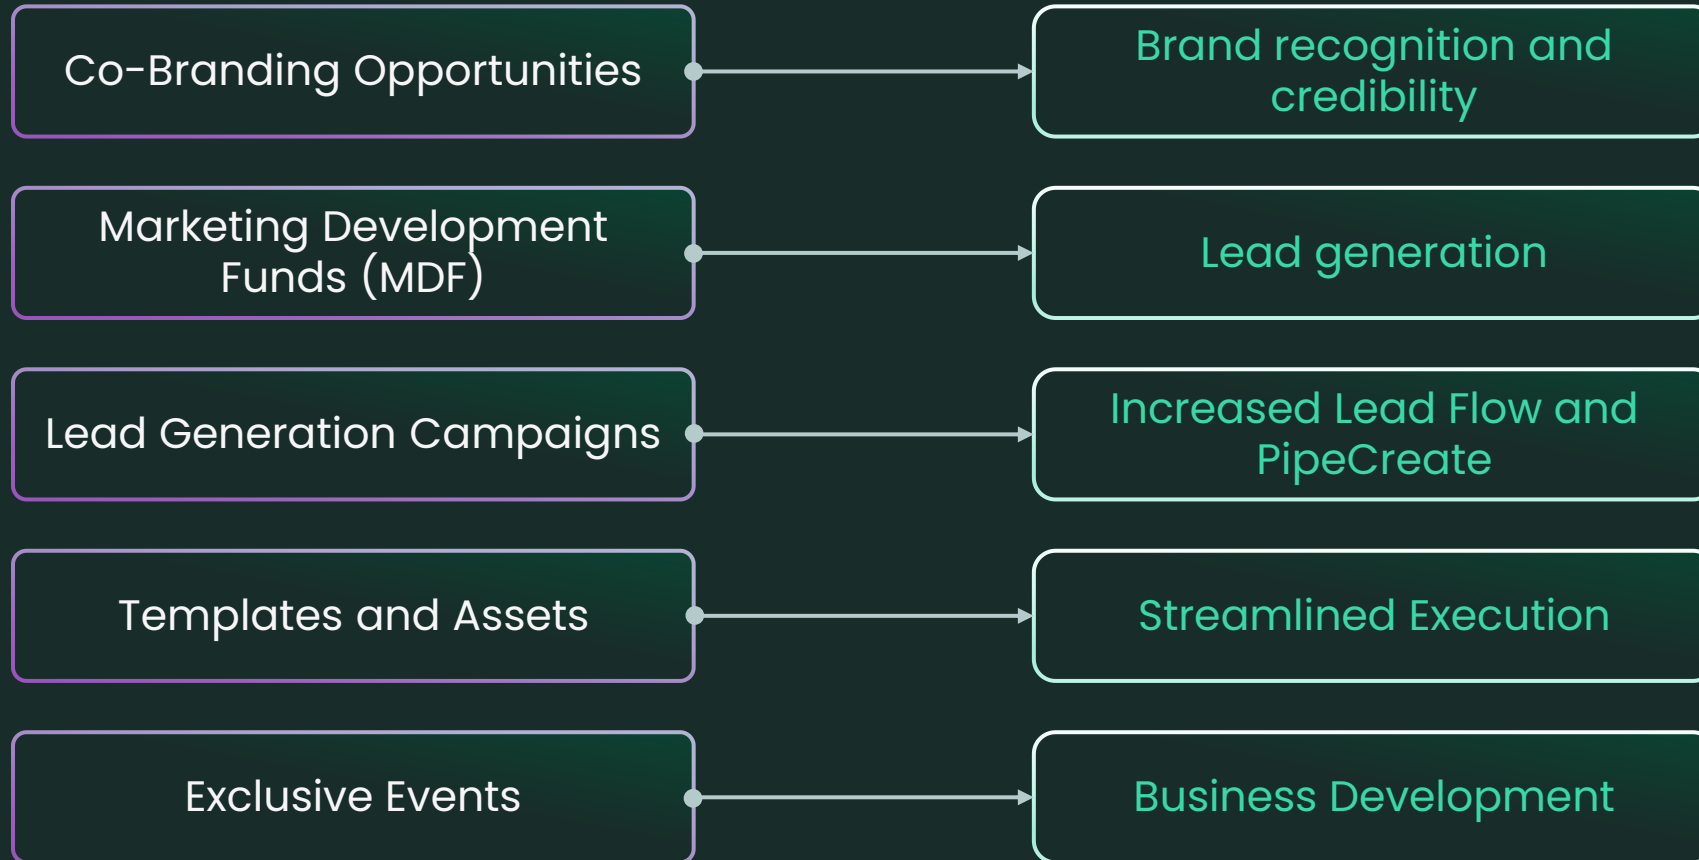 Co-Branding Opportunities
Brand recognition and
credibility
Marketing Development
Funds (MDF)
Lead generation
Lead Generation Campaigns
Increased Lead Flow and
PipeCreate
Templates and Assets
Streamlined Execution
Exclusive Events
Business Development